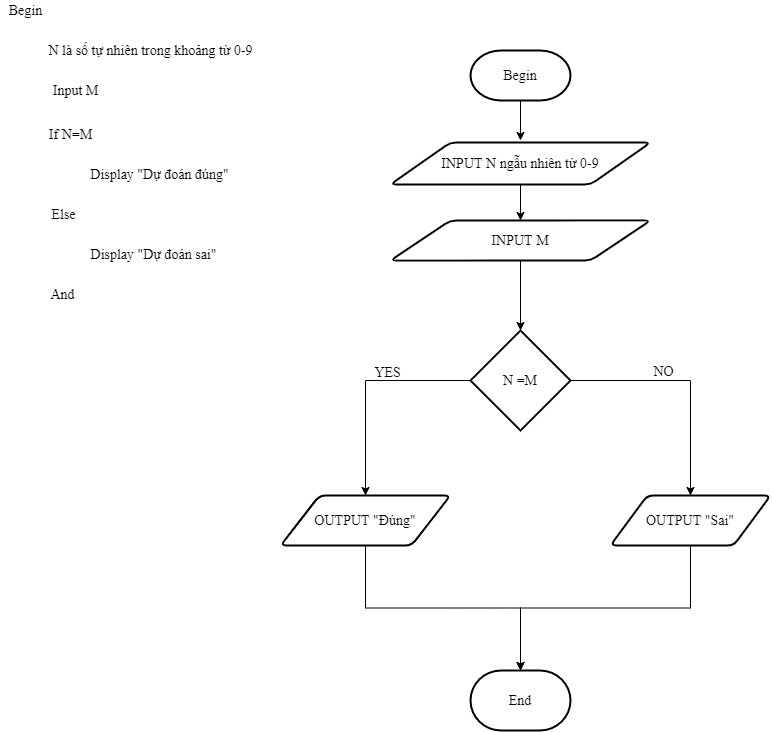 Begin
N là số tự nhiên trong khoảng từ 0-9
Input M
If N=M
Display "Dự đoán đúng"
Else
Display "Dự đoán sai"
And
Begin
INPUT N ngẫu nhiên từ 0-9
INPUT M
N =M
YES
NO
OUTPUT "Đúng"
OUTPUT "Sai"
End